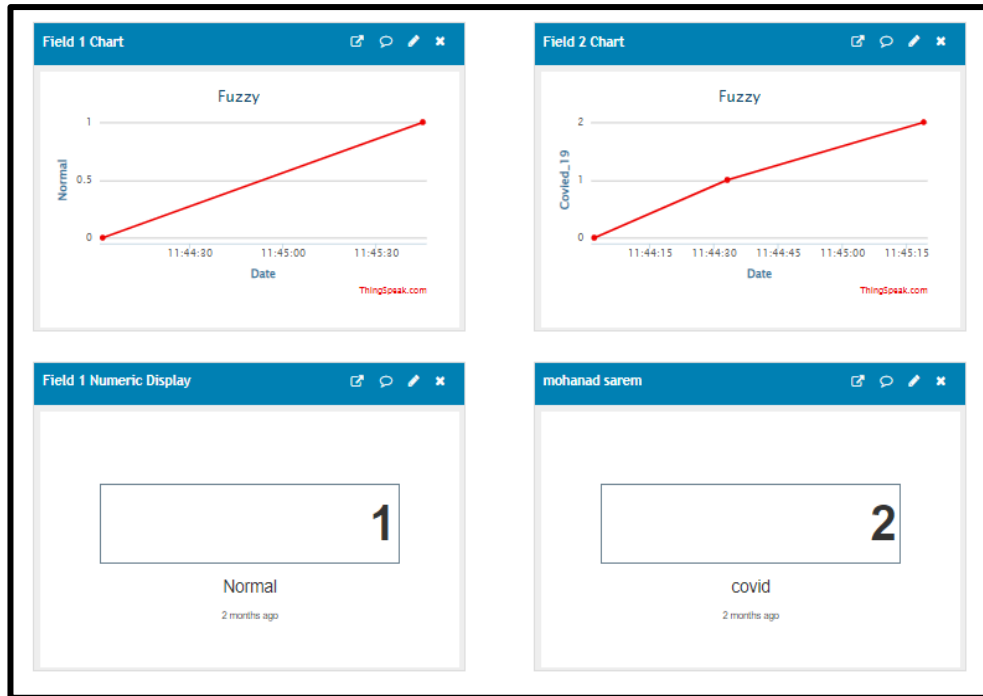 Field 1 Chart
Fuzzy
1
0.5
0
Normal
11:44:30 11:45:00 11:45:30
Date
ThingSpeak.com
Field 2 Chart
Fuzzy
2
1
0
Covied_19
11:44:15 11:44:30 11:44:45 11:45:00 11:45:15
Date
ThingSpeak.com
Field 1 Numeric Display
1
Normal
2 months ago
mohanad sarem
2
covid
2 months ago